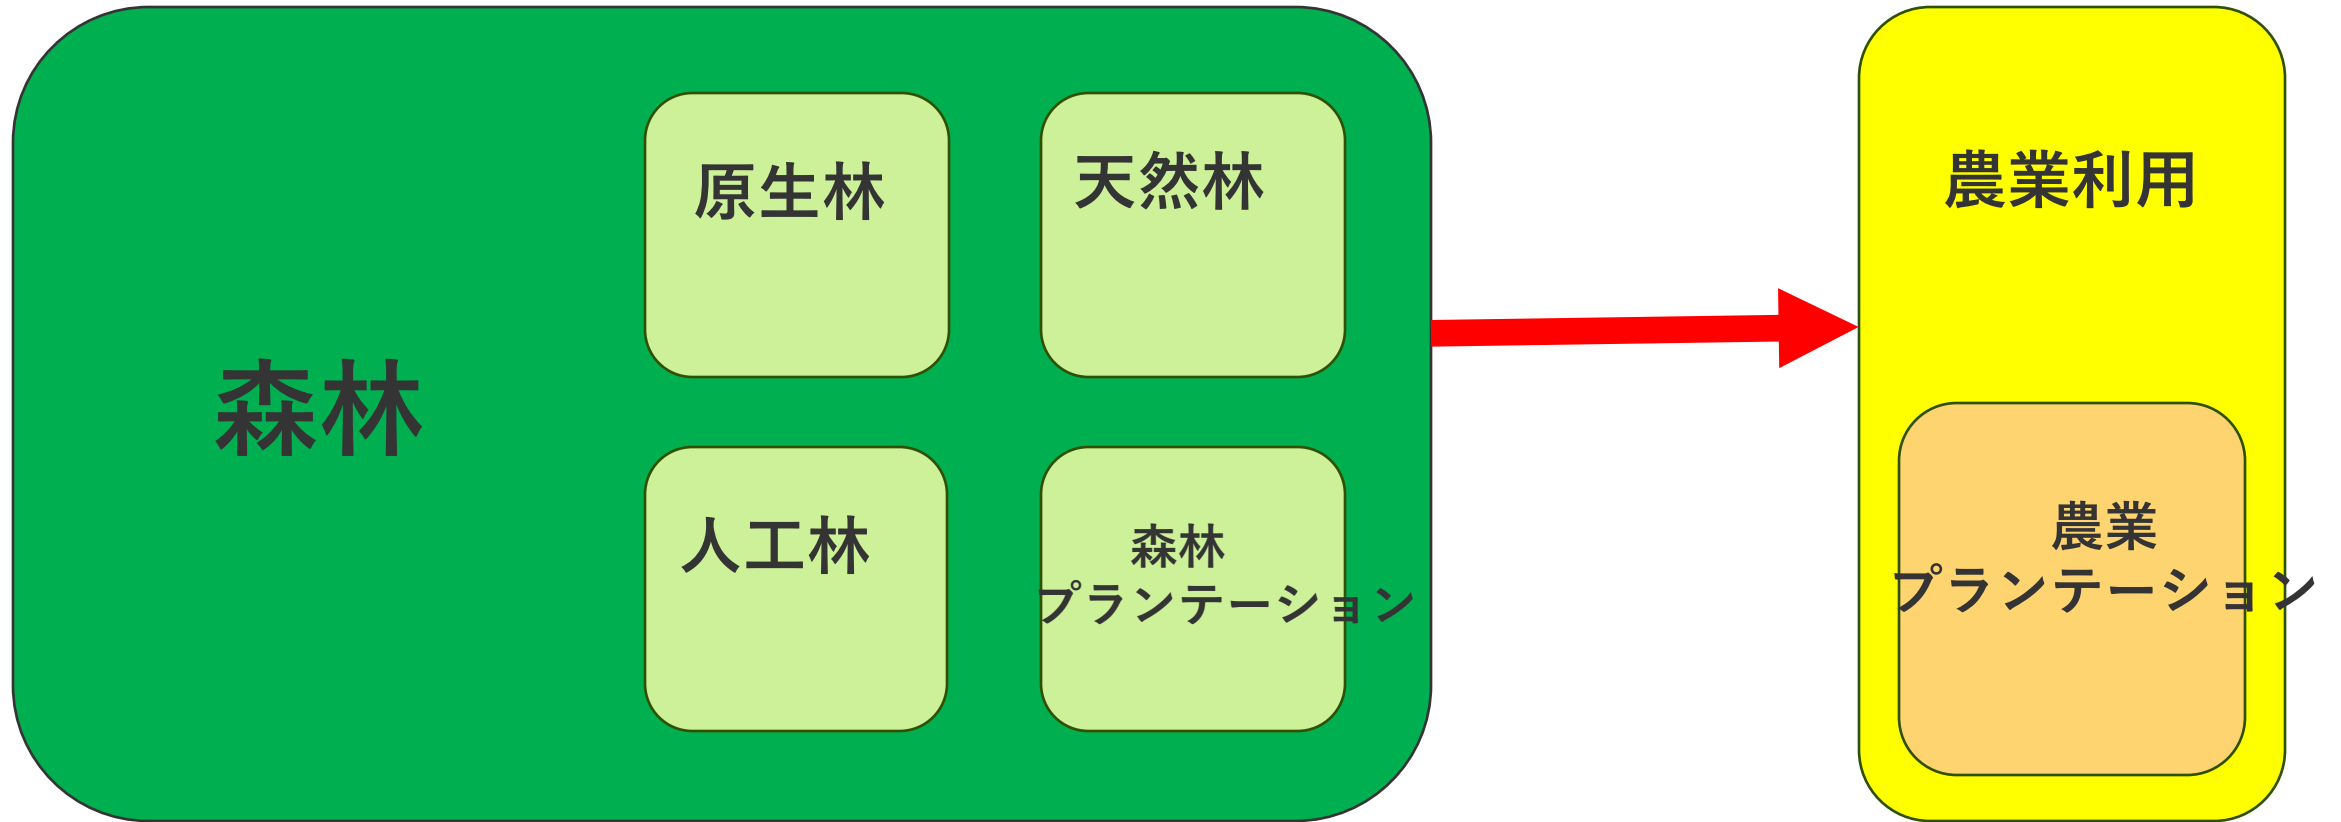 森林
原生林
天然林
人工林
森林
プランテーション
農業利用
農業
プランテーション